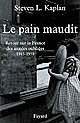 Steven L. Kaplan
Le pain maudit
Retour sur la France
des années oubliées
1945-1958
Fayard